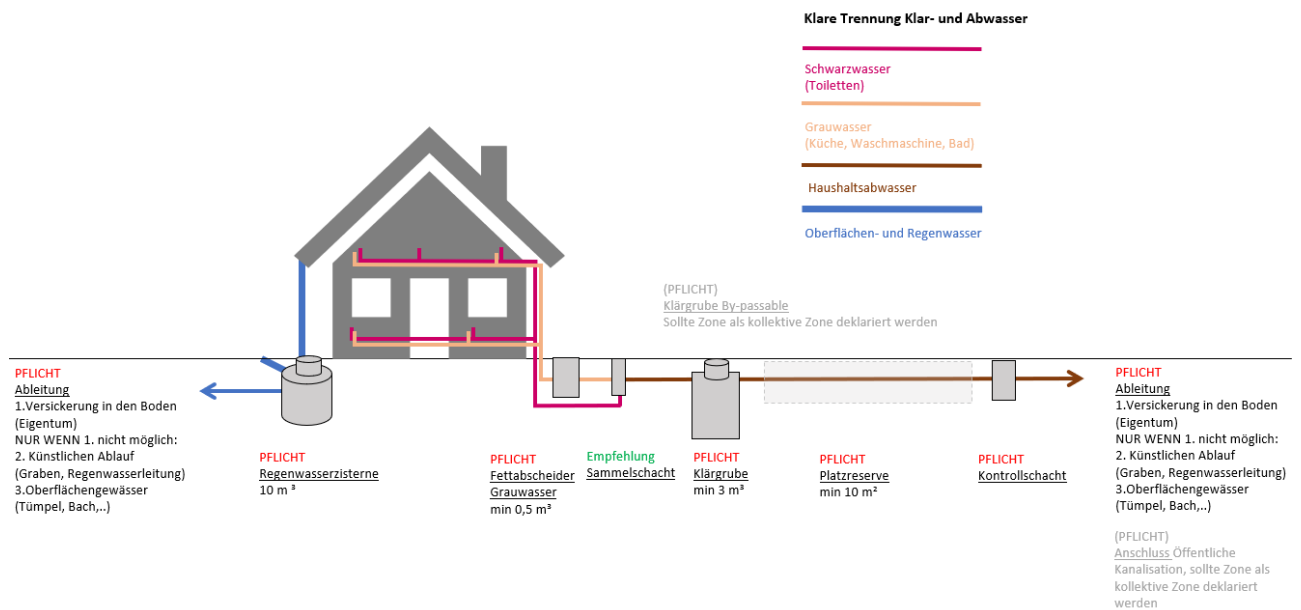 Klare Trennung Klar- und Abwasser
Schwarzwasser
(Toiletten)
Grauwasser
(Küche, Waschmaschine, Bad)
Haushaltsabwasser
Oberflächen- und Regenwasser
(PFLICHT)
Klärgrube By-passable
Sollte Zone als kollektive Zone deklariert werden
PFLICHT
Ableitung
1.Versickerung in den Boden
(Eigentum)
NUR WENN 1. nicht möglich:
2. Künstlichen Ablauf
(Graben, Regenwasserleitung)
3.Oberflächengewässer
(Tümpel, Bach,..)
PFLICHT
Regenwasserzisterne
10 m ³
PFLICHT
Fettabscheider
Grauwasser
min 0,5 m³
Empfehlung
Sammelschacht
PFLICHT
Klärgrube
min 3 m³
PFLICHT
Platzreserve
min 10 m²
PFLICHT
Kontrollschacht
PFLICHT
Ableitung
1.Versickerung in den Boden
(Eigentum)
NUR WENN 1. nicht möglich:
2. Künstlichen Ablauf
(Graben, Regenwasserleitung)
3.Oberflächengewässer
(Tümpel, Bach,..)
(PFLICHT)
Anschluss Öffentliche
Kanalisation, sollte Zone als
kollektive Zone deklariert
werden